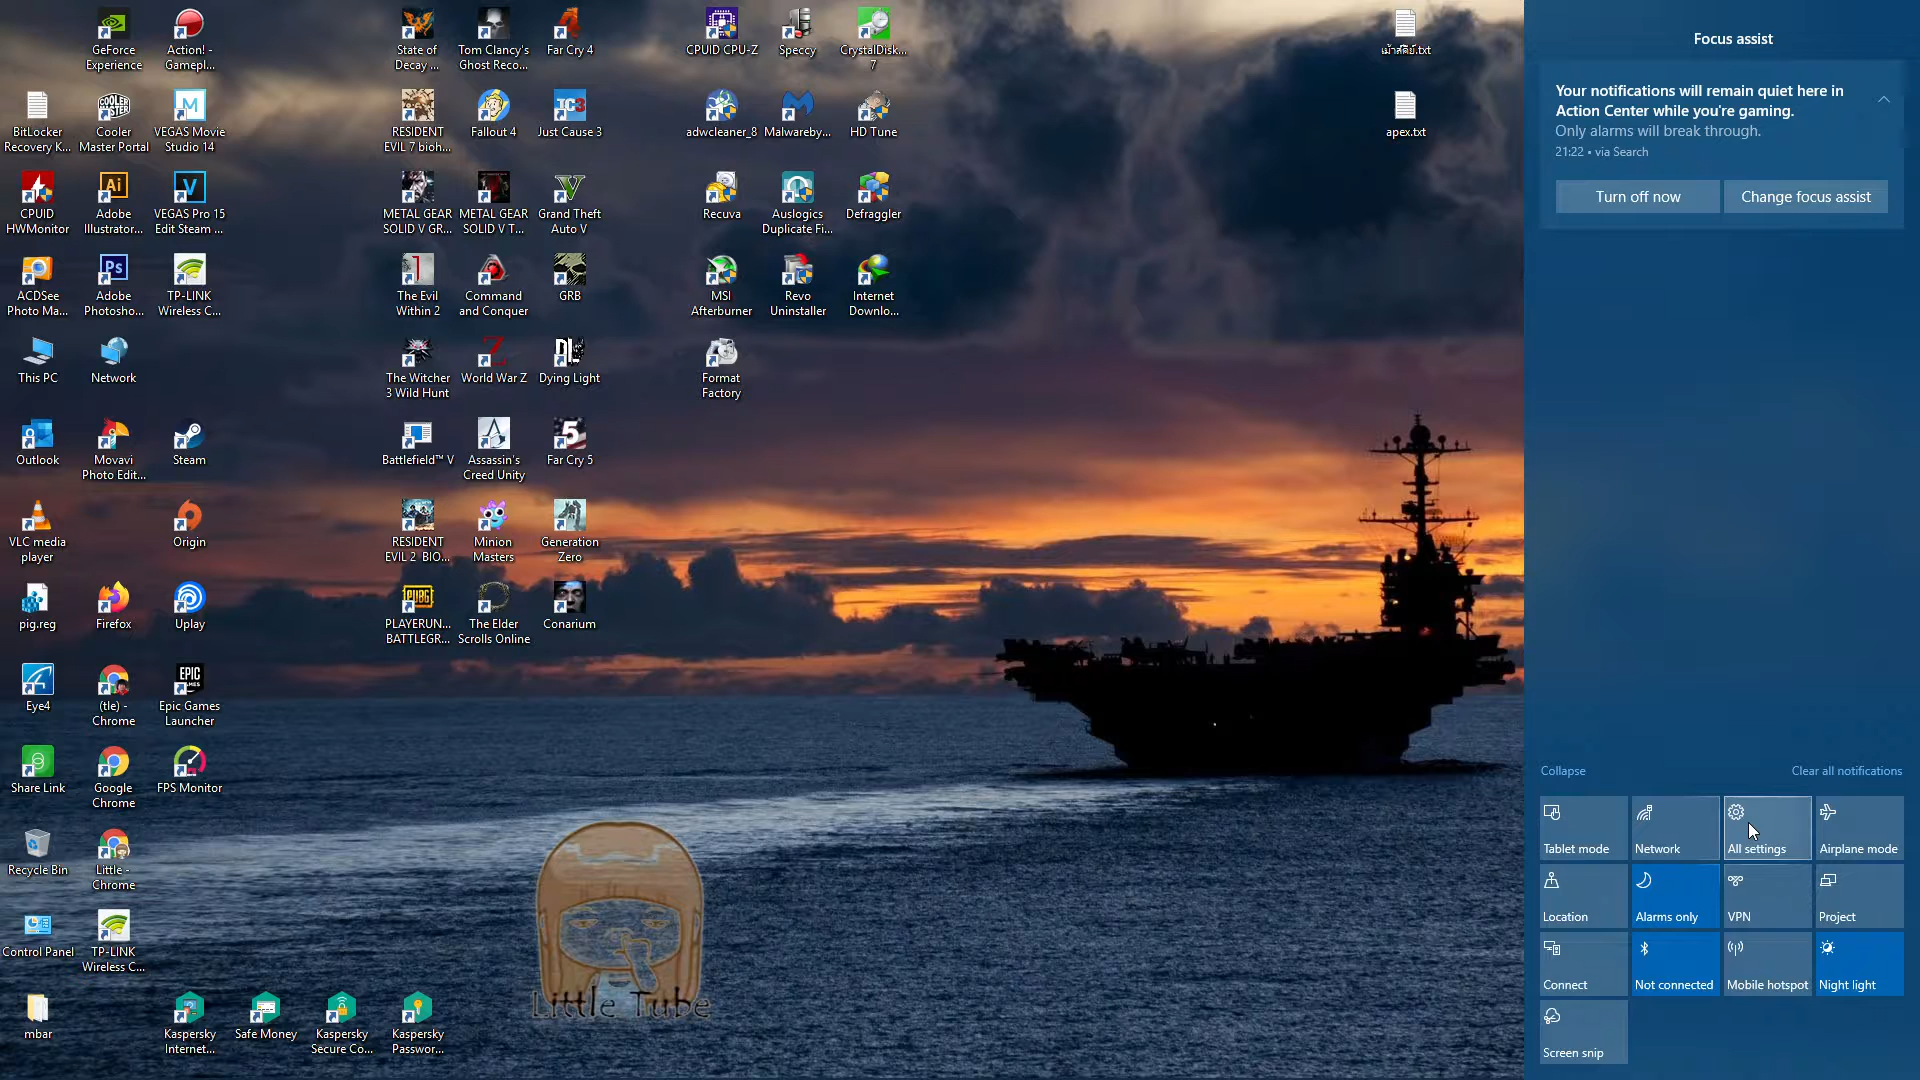 GeForce
Experience
Action! -
Gamepl...
BitLocker
Recovery K...
Cooler
Master Portal
VEGAS Movie
Studio 14
CPUID
HWMonitor
Adobe
Illustrator...
VEGAS Pro 15
Edit Steam ...
ACDSee
Photo Ma...
Adobe
Photosho...
TP-LINK
Wireless C...
This PC
Network
Outlook
Movavi
Photo Edit...
Steam
VLC media
player
Origin
pig.reg
Firefox
Uplay
Eye4
(tle) -
Chrome
Epic Games
Launcher
Share Link
Google
Chrome
FPS Monitor
Recycle Bin
Little -
Chrome
Control Panel
TP-LINK
Wireless C...
mbar
Kaspersky
Internet...
Safe Money
Kaspersky
Secure Co...
Kaspersky
Passwor...
State of
Decay ...
Tom Clancy's
Ghost Reco...
Far Cry 4
RESIDENT
EVIL 7 bioh...
Fallout 4
Just Cause 3
METAL GEAR
SOLID V GR...
METAL GEAR
SOLID V T...
Grand Theft
Auto V
The Evil
Within 2
Command
and Conquer
GRB
The Witcher
3 Wild Hunt
World War Z
Dying Light
Battlefield™ V
Assassin's
Creed Unity
Far Cry 5
RESIDENT
EVIL 2 BIO...
Minion
Masters
Generation
Zero
PLAYERUN...
BATTLEGR...
The Elder
Scrolls Online
Conarium
CPUID CPU-Z
Speccy
CrystalDisk...
7
adwcleaner_8
Malwareby...
HD Tune
Recuva
Auslogics
Duplicate Fi...
Defraggler
MSI
Afterburner
Revo
Uninstaller
Internet
Downlo...
Format
Factory
apex.txt
Little Tube
Focus assist
Your notifications will remain quiet here in
Action Center while you're gaming.
Only alarms will break through.
21:22 • via Search
Turn off now
Change focus assist
Collapse
Clear all notifications
Tablet mode
Network
All settings
Airplane mode
Location
Alarms only
VPN
Project
Connect
Not connected
Mobile hotspot
Night light
Screen snip